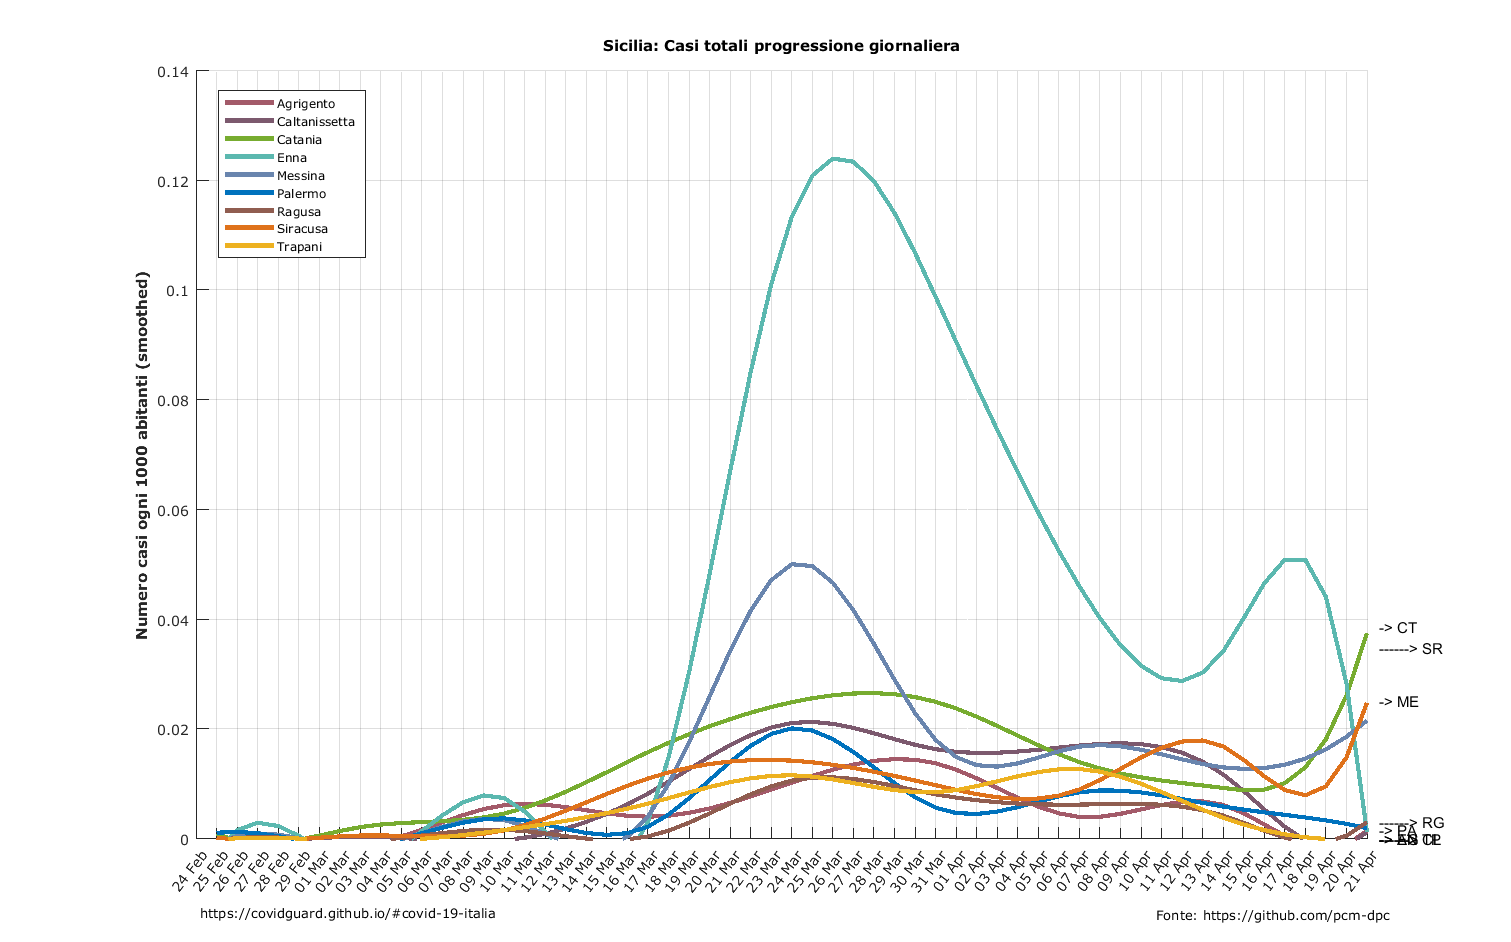 Sicilia: Casi totali progressione giornaliera
Numero casi ogni 1000 abitanti (smoothed)
0.14
0.12
0.1
0.08
0.06
0.04
0.02
0
Agrigento
Caltanissetta
Catania
Enna
Messina
Palermo
Ragusa
Siracusa
Trapani
-> CT
------> SR
-> ME
------> RG
-> PA
24 Feb
25 Feb
26 Feb
27 Feb
28 Feb
29 Feb
01 Mar
02 Mar
03 Mar
04 Mar
05 Mar
06 Mar
07 Mar
08 Mar
09 Mar
10 Mar
11 Mar
12 Mar
13 Mar
14 Mar
15 Mar
16 Mar
17 Mar
18 Mar
19 Mar
20 Mar
21 Mar
22 Mar
23 Mar
24 Mar
25 Mar
26 Mar
27 Mar
28 Mar
29 Mar
30 Mar
31 Mar
01 Apr
02 Apr
03 Apr
04 Apr
05 Apr
06 Apr
07 Apr
08 Apr
09 Apr
10 Apr
11 Apr
12 Apr
13 Apr
14 Apr
15 Apr
16 Apr
17 Apr
18 Apr
19 Apr
20 Apr
21 Apr
https://covidguard.github.io/#covid-19-italia
Fonte: https://github.com/pcm-dpc